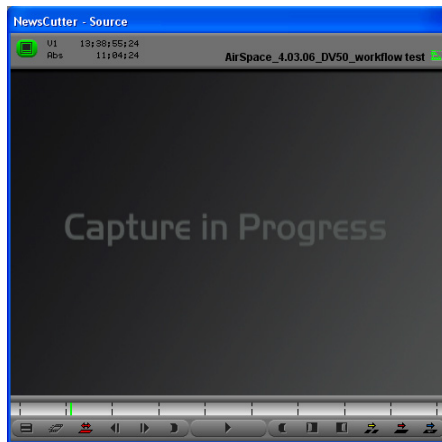 NewsCutter - Source
V1 13;38;55;24
Abs 11;04;24
AirSpace_4.03.06_DV50_workflow test
Capture in Progress